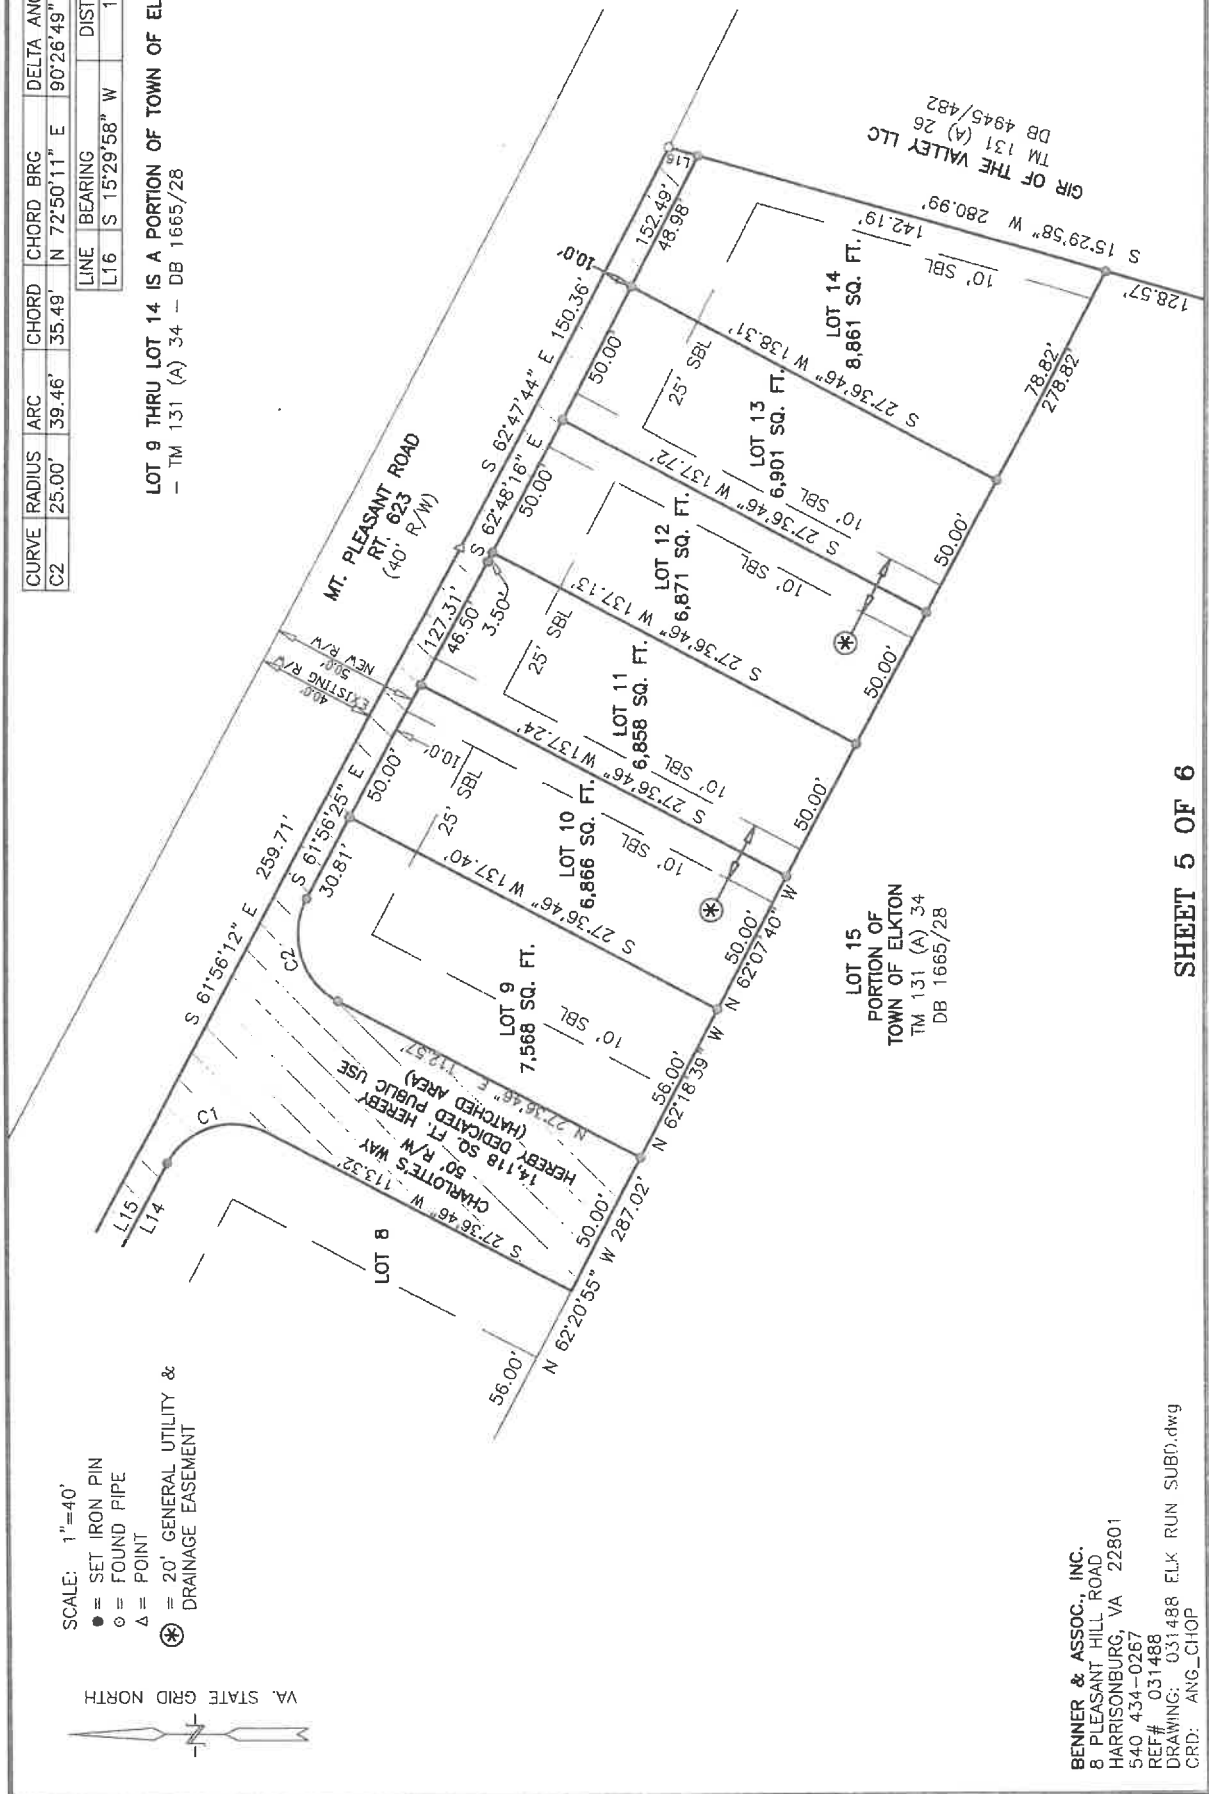 SCALE: 1"=40'
● = SET IRON PIN
⊙ = FOUND PIPE
Δ = POINT
⊛ = 20' GENERAL UTILITY &
DRAINAGE EASEMENT
VA. STATE GRID NORTH
N
CURVE RADIUS ARC CHORD CHORD BRG DELTA
C2 25.00' 39.46' 35.49' N 72°50'11" E 90°26'49"
LINE BEARING
L16 S 15°29'58" W
LOT 9 THRU LOT 14 IS A PORTION OF TOWN OF
- TM 131 (A) 34 - DB 1665/28
MT. PLEASANT ROAD
RT. 623
(40' R/W)
EXISTING R/W
40.0'
NEW R/W
50.0'
L15
L14
C1
S 61°56'12" E 259.71'
C2
S 61°56'25" E
30.81'
50.00'
10.0'
127.31'
46.50'
3.50'
S 62°48'16" E
50.00'
S 62°47'44" E 150.36'
50.00'
10.0'
152.49'
48.98'
L16
LOT 8
S 27°36'46" W 113.32'
CHARLOTTE'S WAY
50' R/W
14,118 SQ. FT. HEREBY
HEREBY DEDICATED PUBLIC USE
(HATCHED AREA)
N 27°36'46" E 112.57'
LOT 9
7,568 SQ. FT.
10' SBL
S 27°36'46" W 137.40'
25' SBL
LOT 10
6,866 SQ. FT.
10' SBL
S 27°36'46" W 137.24'
10' SBL
LOT 11
6,858 SQ. FT.
25' SBL
S 27°36'46" W 137.13'
LOT 12
6,871 SQ. FT.
10' SBL
S 27°36'46" W 137.72'
10' SBL
LOT 13
6,901 SQ. FT.
25' SBL
S 27°36'46" W 138.31'
LOT 14
8,861 SQ. FT.
10' SBL
142.19'
S 15°29'58" W 280.99'
128.57'
GIR OF THE VALLEY LLC
TM 131 (A) 26
DB 4945/482
56.00'
N 62°20'55" W 287.02'
50.00'
56.00'
N 62°18'39" W
50.00'
N 62°07'40" W
50.00'
50.00'
50.00'
78.82'
278.82'
LOT 15
PORTION OF
TOWN OF ELKTON
TM 131 (A) 34
DB 1665/28
BENNER & ASSOC., INC.
8 PLEASANT HILL ROAD
HARRISONBURG, VA 22801
540 434-0267
REF# 031488
DRAWING: 031488 ELK RUN SUBD.dwg
CRD: ANG_CHOP
SHEET 5 OF 6